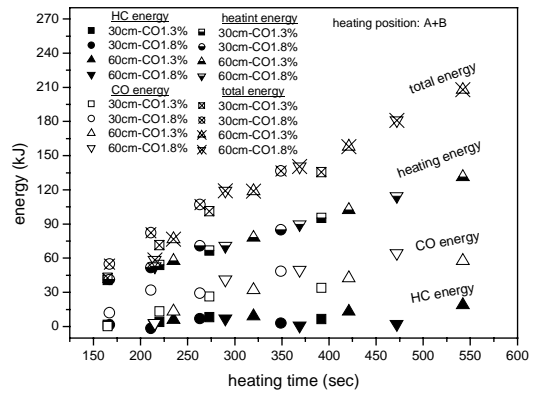 270
240
210
180
150
120
90
60
30
0
energy (kJ)
HC energy
30cm-CO1.3%
30cm-CO1.8%
60cm-CO1.3%
60cm-CO1.8%
CO energy
30cm-CO1.3%
30cm-CO1.8%
60cm-CO1.3%
60cm-CO1.8%
heatint energy
30cm-CO1.3%
30cm-CO1.8%
60cm-CO1.3%
60cm-CO1.8%
total energy
30cm-CO1.3%
30cm-CO1.8%
60cm-CO1.3%
60cm-CO1.8%
heating position: A+B
total energy
heating energy
CO energy
HC energy
150 200 250 300 350 400 450 500 550 600
heating time (sec)